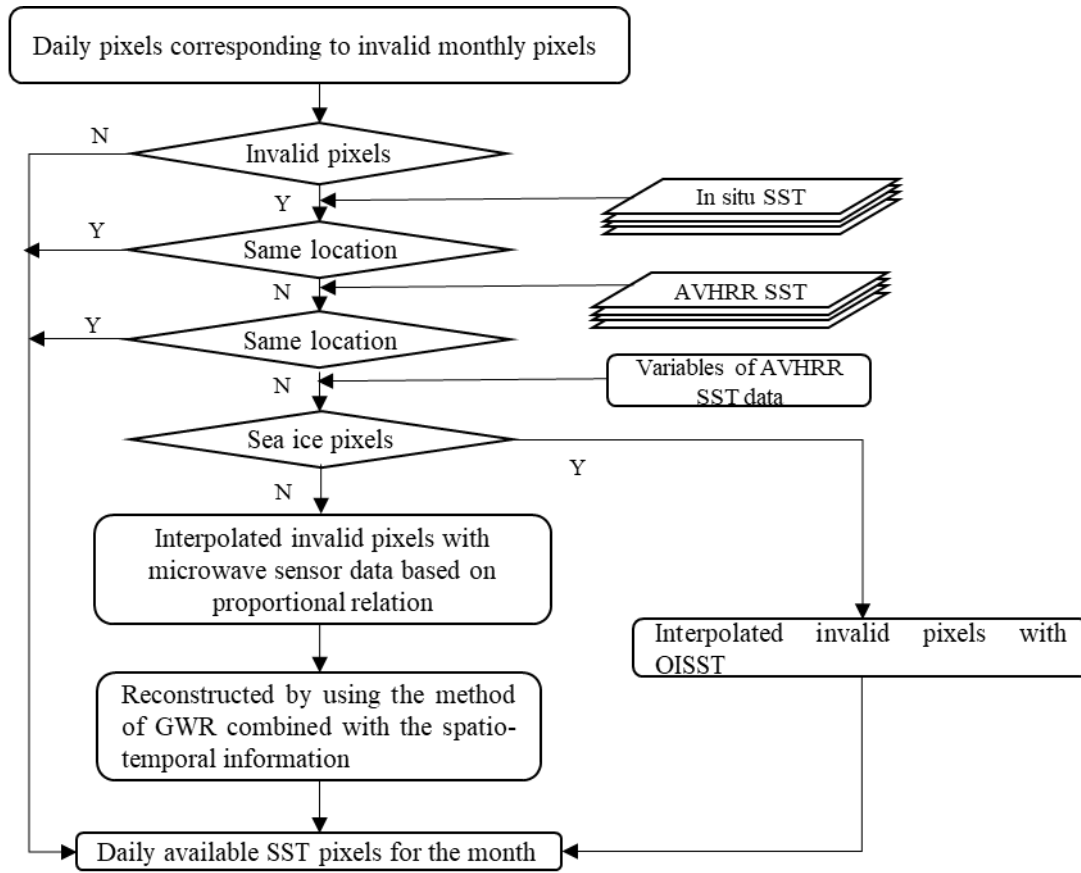 Daily pixels corresponding to invalid monthly pixels
N
Invalid pixels
Y
In situ SST
Y
Same location
N
AVHRR SST
Y
Same location
N
Variables of AVHRR
SST data
Sea ice pixels
Y
N
Interpolated invalid pixels with
microwave sensor data based on
proportional relation
Interpolated invalid pixels with
OISST
Reconstructed by using the method
of GWR combined with the spatio-
temporal information
Daily available SST pixels for the month